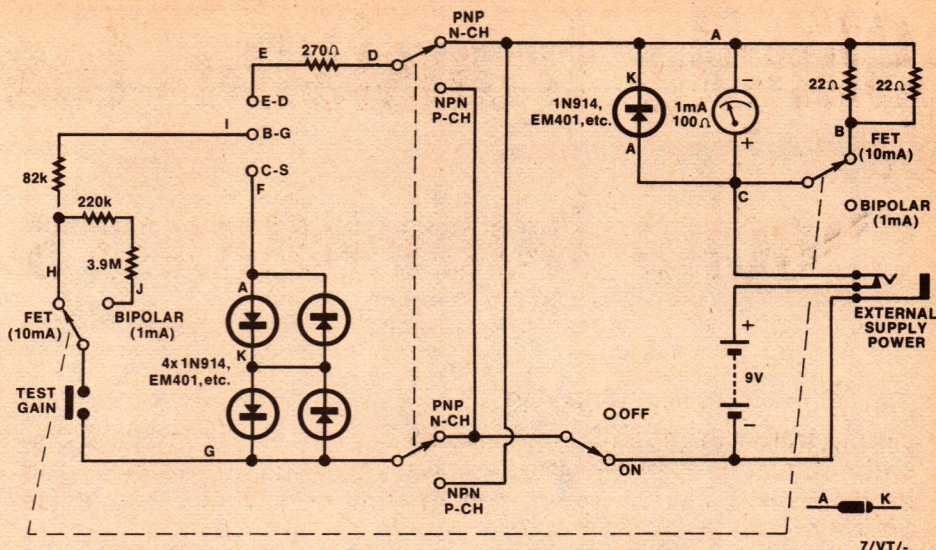 PNP
N-CH
E
270Ω
D
A
E-D
NPN
P-CH
K
1N914,
EM401,etc.
A
−
1mA
100Ω
+
22Ω
22Ω
B
FET
(10mA)
I
B-G
C-S
F
C
BIPOLAR
(1mA)
82k
220k
3.9M
H
J
FET
(10mA)
BIPOLAR
(1mA)
A
K
4x1N914,
EM401,etc.
EXTERNAL
SUPPLY
POWER
+
9V
−
TEST
GAIN
G
PNP
N-CH
OFF
ON
NPN
P-CH
A
K
7/VT/-